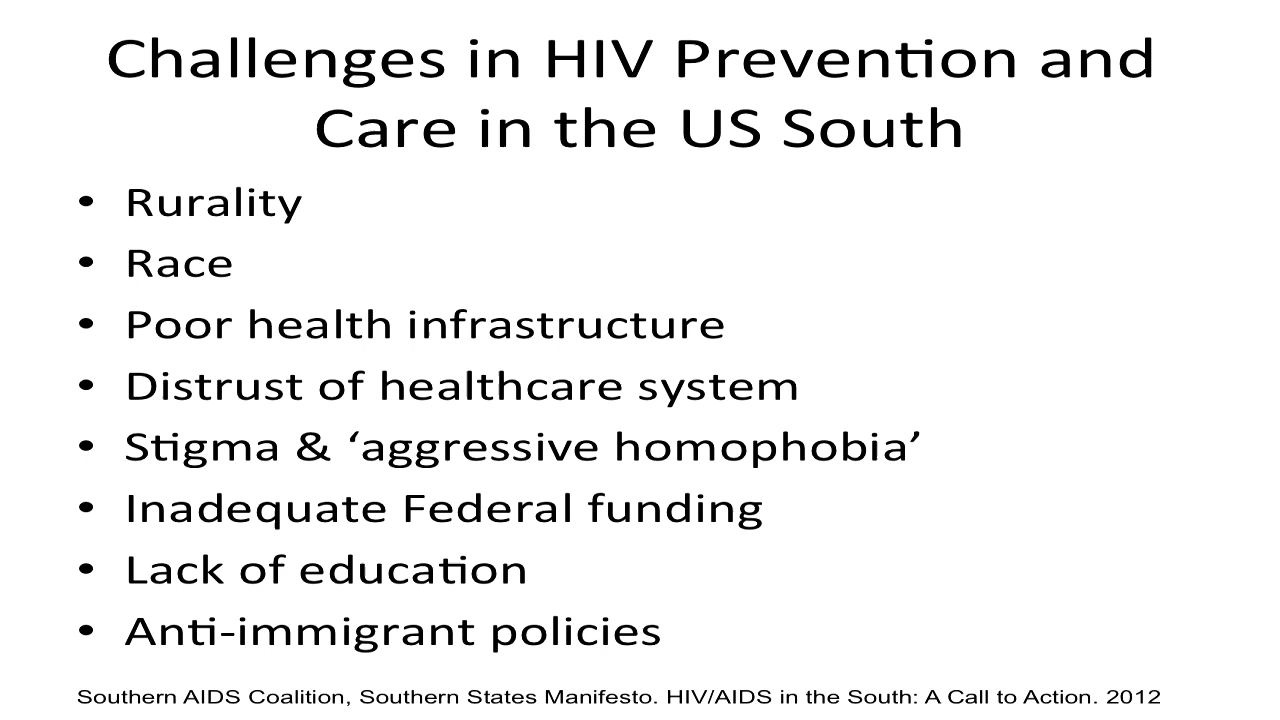 Challenges in HIV Prevention and
Care in the US South
• Rurality
• Race
• Poor health infrastructure
• Distrust of healthcare system
• Stigma & ‘aggressive homophobia’
• Inadequate Federal funding
• Lack of education
• Anti-immigrant policies
Southern AIDS Coalition, Southern States Manifesto. HIV/AIDS in the South: A Call to Action. 2012